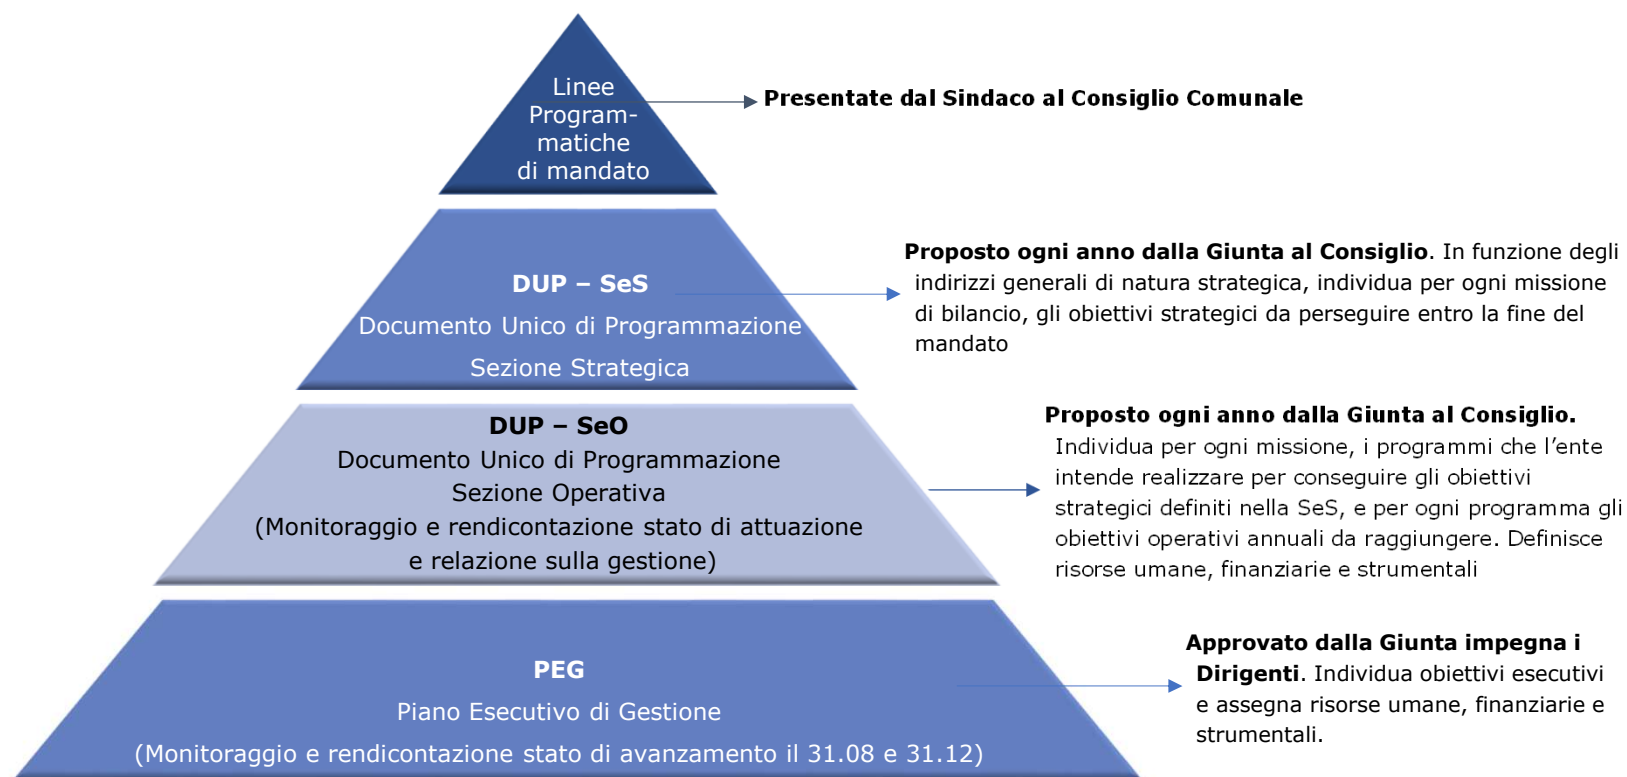 Linee
Program-
matiche
di mandato
Presentate dal Sindaco al Consiglio Comunale
DUP – SeS
Documento Unico di Programmazione
Sezione Strategica
Proposto ogni anno dalla Giunta al Consiglio. In funzione degli
indirizzi generali di natura strategica, individua per ogni missione
di bilancio, gli obiettivi strategici da perseguire entro la fine del
mandato
DUP – SeO
Documento Unico di Programmazione
Sezione Operativa
(Monitoraggio e rendicontazione stato di attuazione
e relazione sulla gestione)
Proposto ogni anno dalla Giunta al Consiglio.
Individua per ogni missione, i programmi che l’ente
intende realizzare per conseguire gli obiettivi
strategici definiti nella SeS, e per ogni programma gli
obiettivi operativi annuali da raggiungere. Definisce
risorse umane, finanziarie e strumentali
PEG
Piano Esecutivo di Gestione
(Monitoraggio e rendicontazione stato di avanzamento il 31.08 e 31.12)
Approvato dalla Giunta impegna i
Dirigenti. Individua obiettivi esecutivi
e assegna risorse umane, finanziarie e
strumentali.